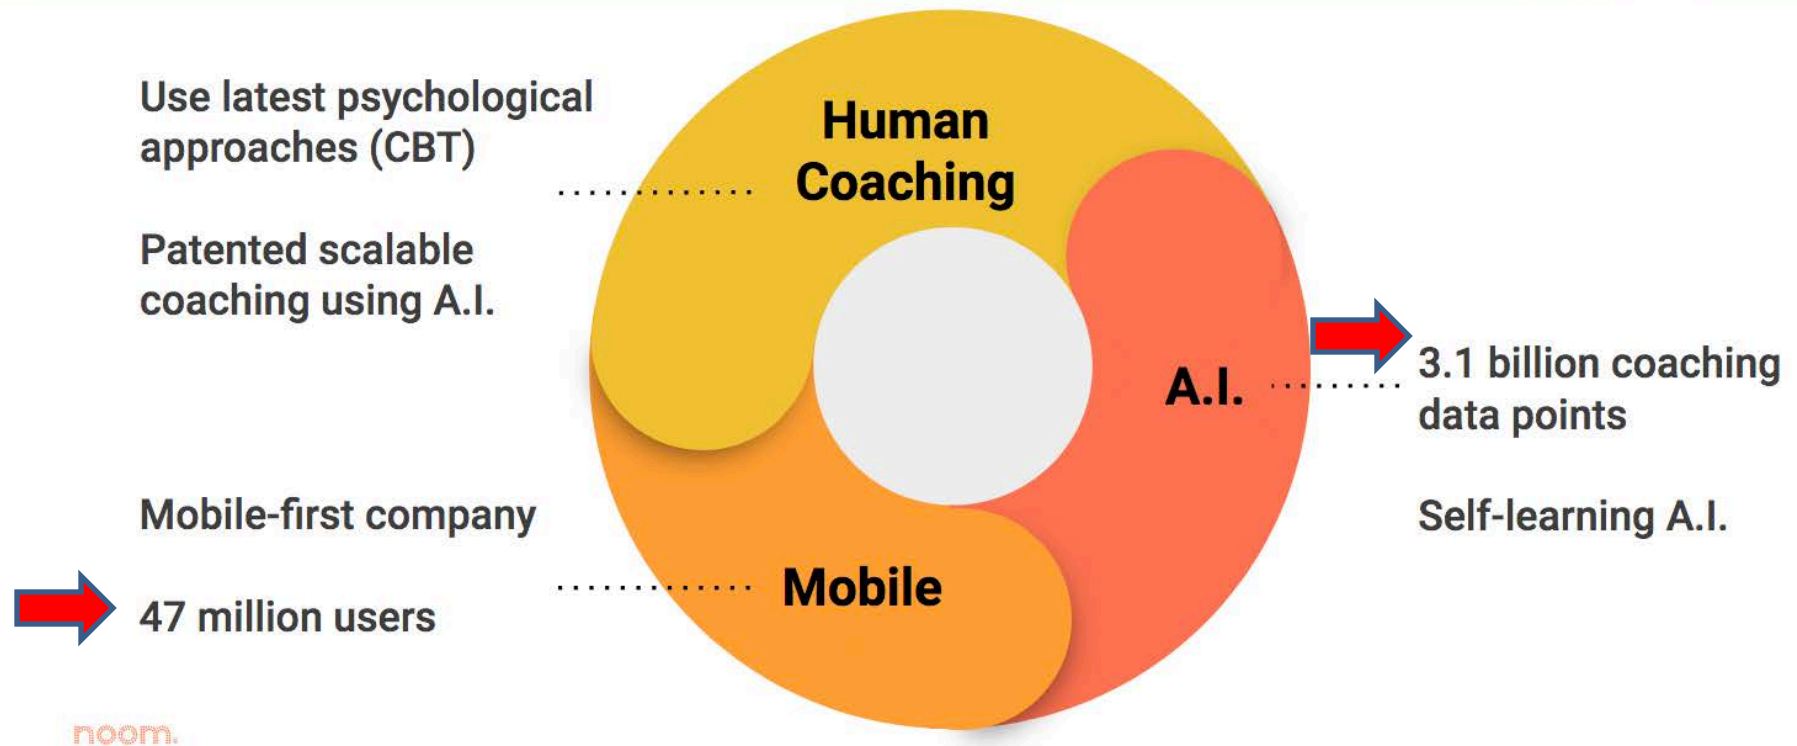 Use latest psychological
approaches (CBT)
Patented scalable
coaching using A.I.
Human
Coaching
A.I.
3.1 billion coaching
data points
Self-learning A.I.
Mobile-first company
47 million users
Mobile
noom.